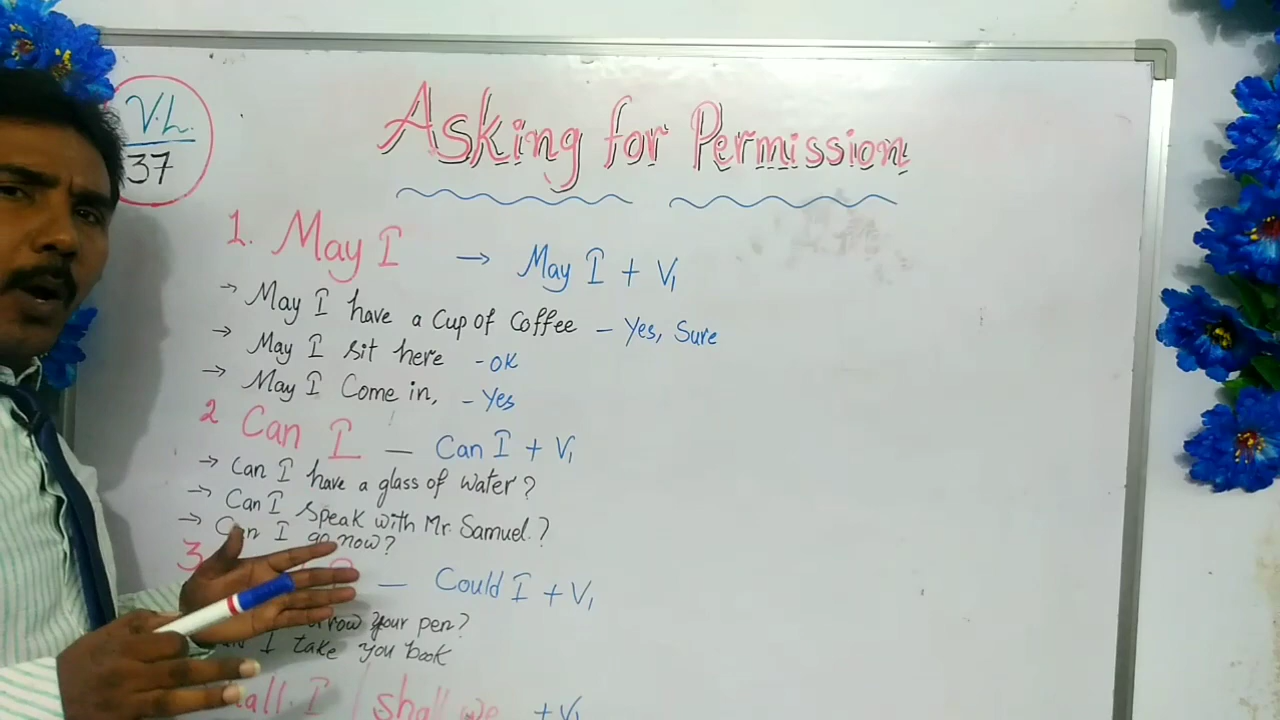 V.L.
37
Asking for Permission
1. May I → May I + V1
→ May I have a Cup of Coffee – Yes, Sure
→ May I sit here - OK
→ May I Come in, - Yes
2 Can I — Can I + V1
→ Can I have a glass of water?
→ Can I speak with Mr. Samuel.?
→ Can I go now?
3 — Could I + V1
your pen?
I take you book
I / shall we + V1